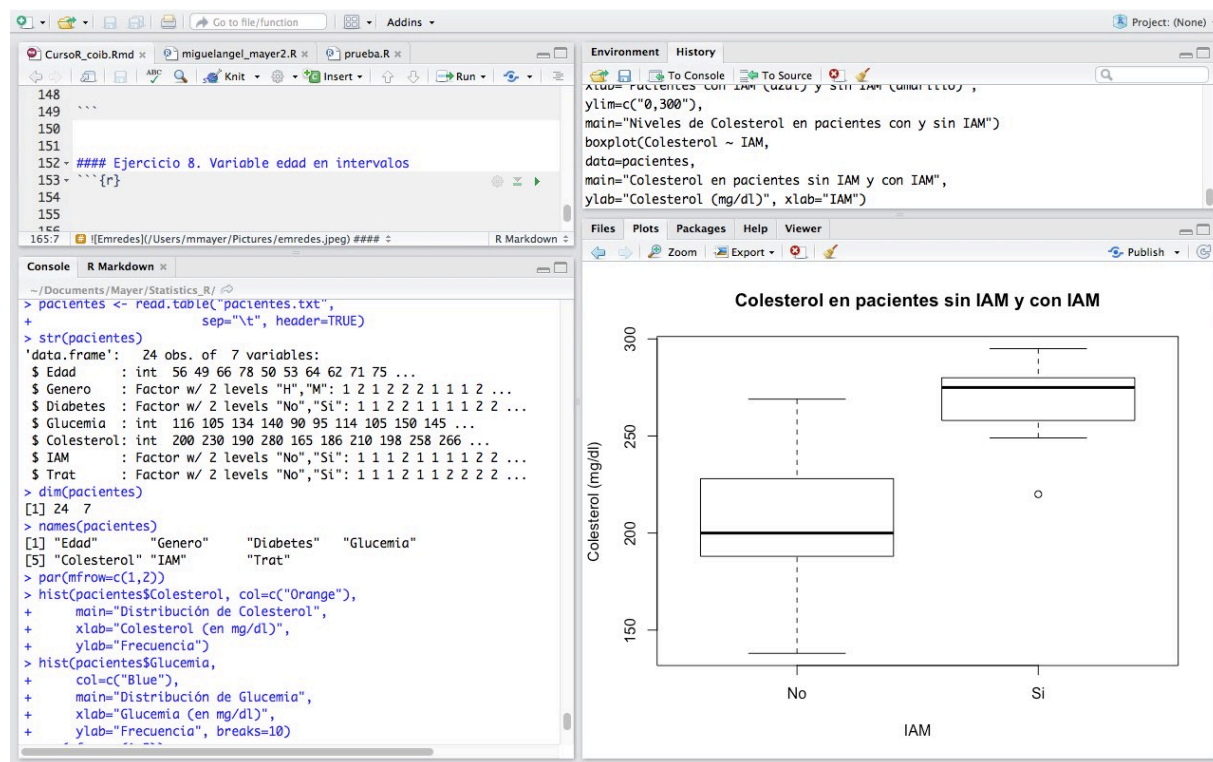 Go to file/function
Addins
Project: (None)
CursoR_coib.Rmd
miguelangel_mayer2.R
prueba.R
ABC
Knit
Insert
Run
148
149 ```
150
151
152 #### Ejercicio 8. Variable edad en intervalos
153 ```{r}
154
155
156
165:7
![Emredes](/Users/mmayer/Pictures/emredes.jpeg) ####
R Markdown
Console
R Markdown
~/Documents/Mayer/Statistics_R/
> pacientes <- read.table("pacientes.txt",
+ sep="\t", header=TRUE)
> str(pacientes)
'data.frame': 24 obs. of 7 variables:
$ Edad : int 56 49 66 78 50 53 64 62 71 75 ...
$ Genero : Factor w/ 2 levels "H","M": 1 2 1 2 2 2 1 1 1 2 ...
$ Diabetes : Factor w/ 2 levels "No","Si": 1 1 2 2 1 1 1 1 2 2 ...
$ Glucemia : int 116 105 134 140 90 95 114 105 150 145 ...
$ Colesterol: int 200 230 190 280 165 186 210 198 258 266 ...
$ IAM : Factor w/ 2 levels "No","Si": 1 1 1 2 1 1 1 1 2 2 ...
$ Trat : Factor w/ 2 levels "No","Si": 1 1 1 2 1 1 2 2 2 2 ...
> dim(pacientes)
[1] 24 7
> names(pacientes)
[1] "Edad" "Genero" "Diabetes" "Glucemia"
[5] "Colesterol" "IAM" "Trat"
> par(mfrow=c(1,2))
> hist(pacientes$Colesterol, col=c("Orange"),
+ main="Distribución de Colesterol",
+ xlab="Colesterol (en mg/dl)",
+ ylab="Frecuencia")
> hist(pacientes$Glucemia,
+ col=c("Blue"),
+ main="Distribución de Glucemia",
+ xlab="Glucemia (en mg/dl)",
+ ylab="Frecuencia", breaks=10)
Environment
History
To Console
To Source
xlab="Pacientes con IAM (azul) y sin IAM (amarillo)",
ylim=c("0,300"),
main="Niveles de Colesterol en pacientes con y sin IAM")
boxplot(Colesterol ~ IAM,
data=pacientes,
main="Colesterol en pacientes sin IAM y con IAM",
ylab="Colesterol (mg/dl)", xlab="IAM")
Files
Plots
Packages
Help
Viewer
Zoom
Export
Publish
Colesterol en pacientes sin IAM y con IAM
Colesterol (mg/dl)
300
250
200
150
No
Si
IAM